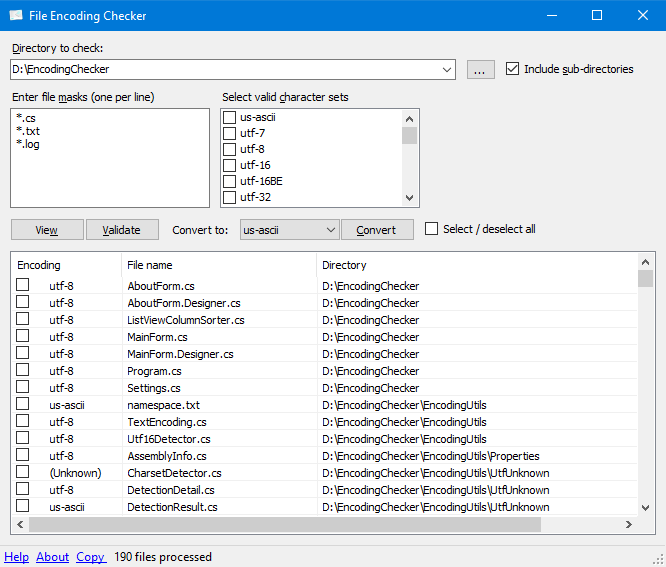 File Encoding Checker
Directory to check:
D:\EncodingChecker ... Include sub-directories
Enter file masks (one per line) Select valid character sets
*.cs
*.txt
*.log
us-ascii
utf-7
utf-8
utf-16
utf-16BE
utf-32
View Validate Convert to: us-ascii Convert Select / deselect all
Encoding File name Directory
utf-8 AboutForm.cs D:\EncodingChecker
utf-8 AboutForm.Designer.cs D:\EncodingChecker
utf-8 ListViewColumnSorter.cs D:\EncodingChecker
utf-8 MainForm.cs D:\EncodingChecker
utf-8 MainForm.Designer.cs D:\EncodingChecker
utf-8 Program.cs D:\EncodingChecker
utf-8 Settings.cs D:\EncodingChecker
us-ascii namespace.txt D:\EncodingChecker\EncodingUtils
utf-8 TextEncoding.cs D:\EncodingChecker\EncodingUtils
utf-8 Utf16Detector.cs D:\EncodingChecker\EncodingUtils
utf-8 AssemblyInfo.cs D:\EncodingChecker\EncodingUtils\Properties
(Unknown) CharsetDetector.cs D:\EncodingChecker\EncodingUtils\UtfUnknown
utf-8 DetectionDetail.cs D:\EncodingChecker\EncodingUtils\UtfUnknown
us-ascii DetectionResult.cs D:\EncodingChecker\EncodingUtils\UtfUnknown
Help About Copy 190 files processed